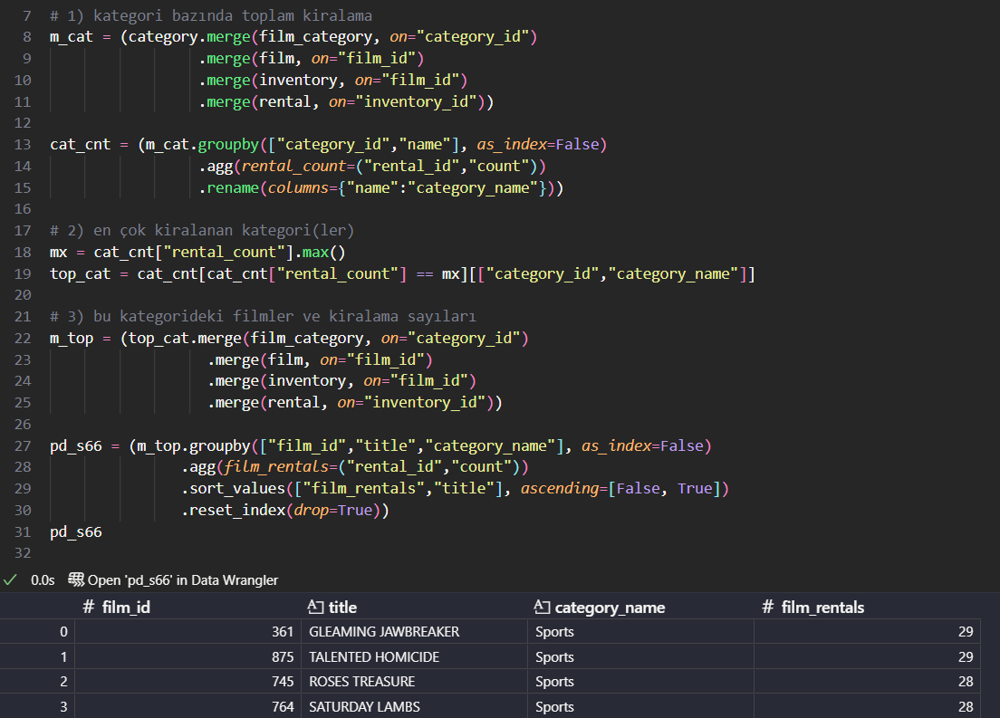 7 # 1) kategori bazında toplam kiralama
8 m_cat = (category.merge(film_category, on="category_id")
9 .merge(film, on="film_id")
10 .merge(inventory, on="film_id")
11 .merge(rental, on="inventory_id"))
12
13 cat_cnt = (m_cat.groupby(["category_id","name"], as_index=False)
14 .agg(rental_count=("rental_id","count"))
15 .rename(columns={"name":"category_name"}))
16
17 # 2) en çok kiralanan kategori(ler)
18 mx = cat_cnt["rental_count"].max()
19 top_cat = cat_cnt[cat_cnt["rental_count"] == mx][["category_id","category_name"]]
20
21 # 3) bu kategorideki filmler ve kiralama sayıları
22 m_top = (top_cat.merge(film_category, on="category_id")
23 .merge(film, on="film_id")
24 .merge(inventory, on="film_id")
25 .merge(rental, on="inventory_id"))
26
27 pd_s66 = (m_top.groupby(["film_id","title","category_name"], as_index=False)
28 .agg(film_rentals=("rental_id","count"))
29 .sort_values(["film_rentals","title"], ascending=[False, True])
30 .reset_index(drop=True))
31 pd_s66
32
0.0s Open 'pd_s66' in Data Wrangler
# film_id title category_name # film_rentals
0 361 GLEAMING JAWBREAKER Sports 29
1 875 TALENTED HOMICIDE Sports 29
2 745 ROSES TREASURE Sports 28
3 764 SATURDAY LAMBS Sports 28